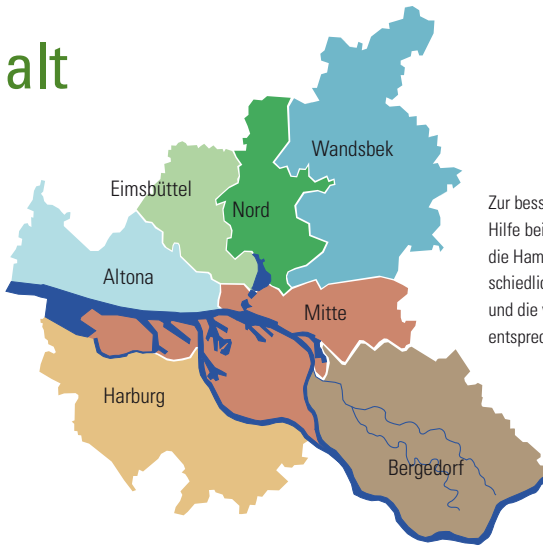 alt
Wandsbek
Eimsbüttel
Nord
Altona
Mitte
Harburg
Bergedorf
Zur bess
Hilfe bei
die Ham
schiedlic
und die
entsprec